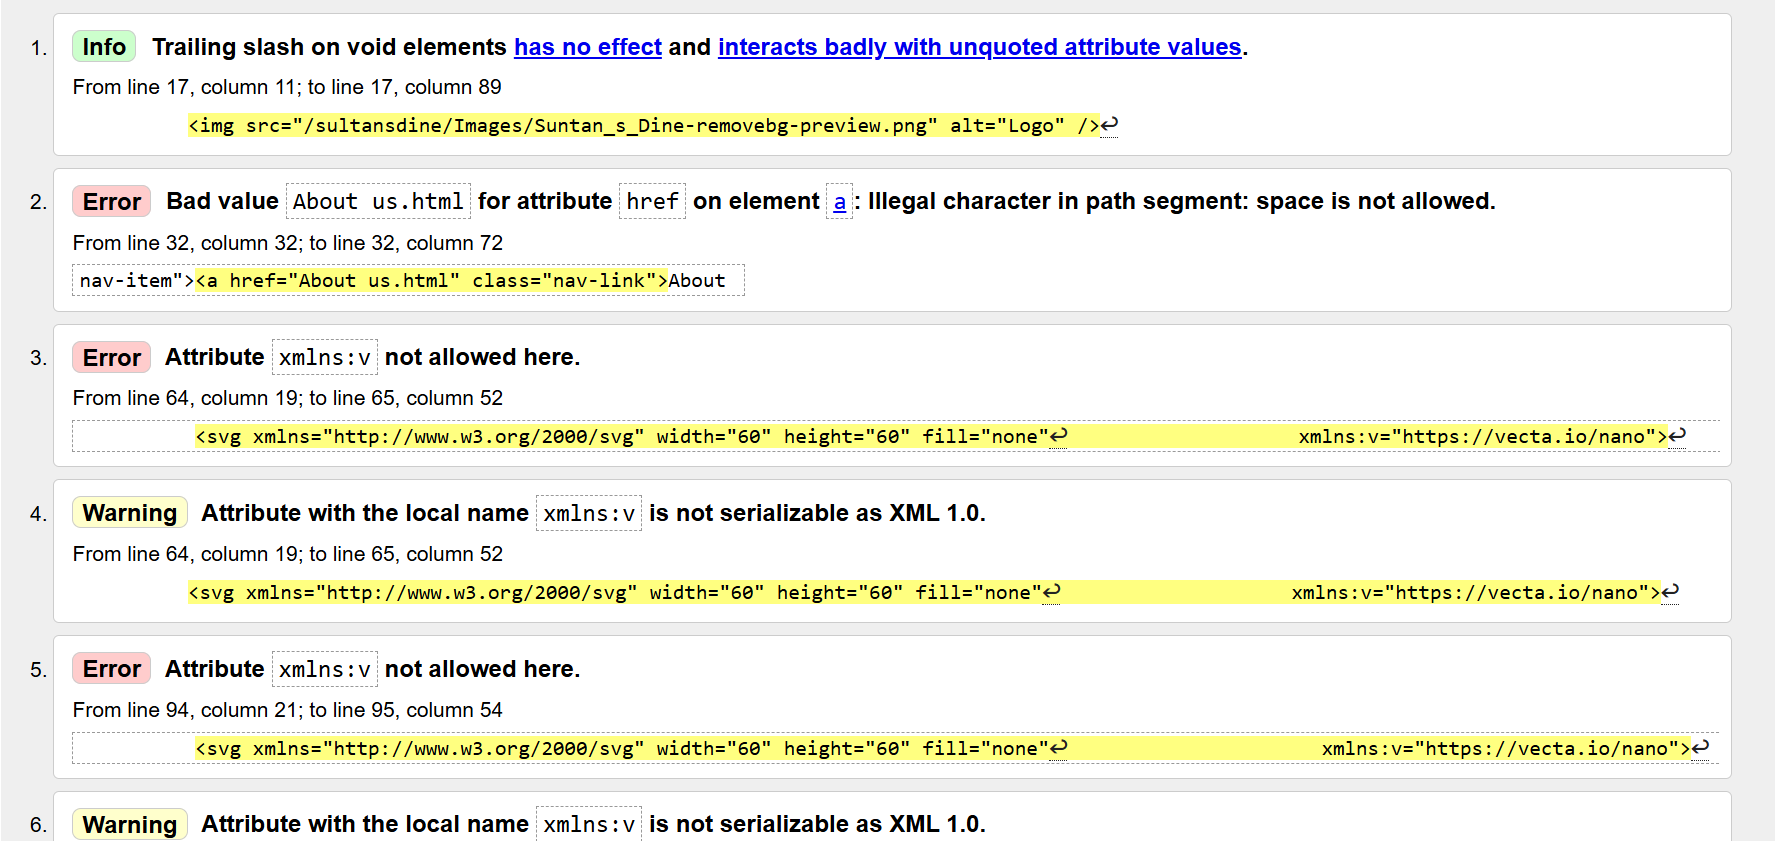 1. Info Trailing slash on void elements has no effect and interacts badly with unquoted attribute values.
From line 17, column 11; to line 17, column 89
<img src="/sultansdine/Images/Suntan_s_Dine-removebg-preview.png" alt="Logo" />↩
2. Error Bad value About us.html for attribute href on element a: Illegal character in path segment: space is not allowed.
From line 32, column 32; to line 32, column 72
nav-item"><a href="About us.html" class="nav-link">About
3. Error Attribute xmlns:v not allowed here.
From line 64, column 19; to line 65, column 52
<svg xmlns="http://www.w3.org/2000/svg" width="60" height="60" fill="none"↩ xmlns:v="https://vecta.io/nano">↩
4. Warning Attribute with the local name xmlns:v is not serializable as XML 1.0.
From line 64, column 19; to line 65, column 52
<svg xmlns="http://www.w3.org/2000/svg" width="60" height="60" fill="none"↩ xmlns:v="https://vecta.io/nano">↩
5. Error Attribute xmlns:v not allowed here.
From line 94, column 21; to line 95, column 54
<svg xmlns="http://www.w3.org/2000/svg" width="60" height="60" fill="none"↩ xmlns:v="https://vecta.io/nano">↩
6. Warning Attribute with the local name xmlns:v is not serializable as XML 1.0.